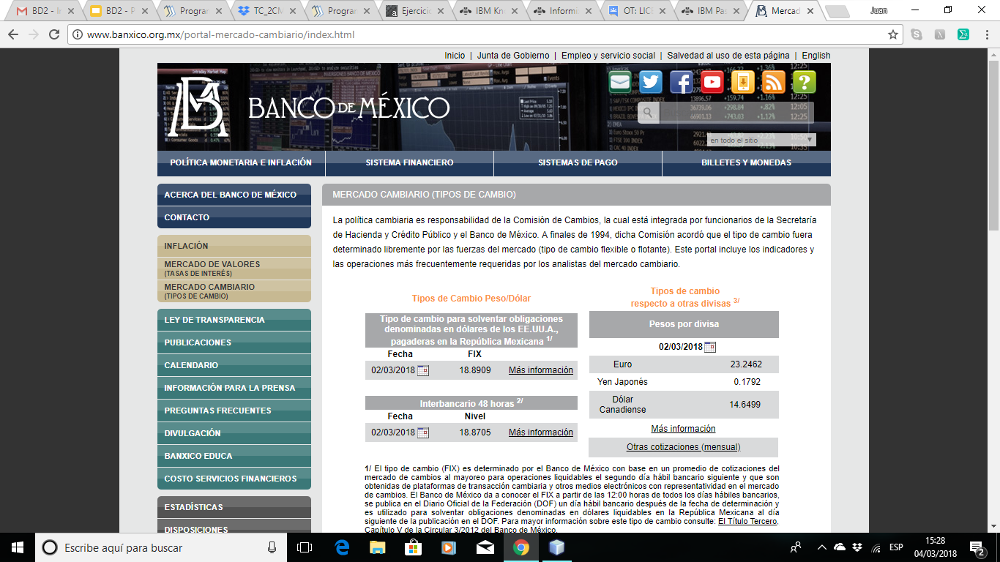 BD2 - In
BD2 - P
Program
TC_2CM
Program
Ejercici
IBM Kn
Informi
OT: LICI
IBM Pas
Mercad
Juan
www.banxico.org.mx/portal-mercado-cambiario/index.html
Inicio | Junta de Gobierno | Empleo y servicio social | Salvedad al uso de esta página | English
BANCO DE MÉXICO
en todo el sitio
POLÍTICA MONETARIA E INFLACIÓN
SISTEMA FINANCIERO
SISTEMAS DE PAGO
BILLETES Y MONEDAS
ACERCA DEL BANCO DE MÉXICO
CONTACTO
INFLACIÓN
MERCADO DE VALORES
(TASAS DE INTERÉS)
MERCADO CAMBIARIO
(TIPOS DE CAMBIO)
LEY DE TRANSPARENCIA
PUBLICACIONES
CALENDARIO
INFORMACIÓN PARA LA PRENSA
PREGUNTAS FRECUENTES
DIVULGACIÓN
BANXICO EDUCA
COSTO SERVICIOS FINANCIEROS
ESTADÍSTICAS
DISPOSICIONES
MERCADO CAMBIARIO (TIPOS DE CAMBIO)
La política cambiaria es responsabilidad de la Comisión de Cambios, la cual está integrada por funcionarios de la Secretaría
de Hacienda y Crédito Público y el Banco de México. A finales de 1994, dicha Comisión acordó que el tipo de cambio fuera
determinado libremente por las fuerzas del mercado (tipo de cambio flexible o flotante). Este portal incluye los indicadores y
las operaciones más frecuentemente requeridas por los analistas del mercado cambiario.
Tipos de Cambio Peso/Dólar
Tipo de cambio para solventar obligaciones
denominadas en dólares de los EE.UU.A.,
pagaderas en la República Mexicana 1/
Fecha FIX
02/03/2018 18.8909 Más información
Interbancario 48 horas 2/
Fecha Nivel
02/03/2018 18.8705 Más información
Tipos de cambio
respecto a otras divisas 3/
Pesos por divisa
02/03/2018
Euro 23.2462
Yen Japonés 0.1792
Dólar
Canadiense 14.6499
Más información
Otras cotizaciones (mensual)
1/ El tipo de cambio (FIX) es determinado por el Banco de México con base en un promedio de cotizaciones del
mercado de cambios al mayoreo para operaciones liquidables el segundo día hábil bancario siguiente y que son
obtenidas de plataformas de transacción cambiaria y otros medios electrónicos con representatividad en el mercado
de cambios. El Banco de México da a conocer el FIX a partir de las 12:00 horas de todos los días hábiles bancarios,
se publica en el Diario Oficial de la Federación (DOF) un día hábil bancario después de la fecha de determinación y
es utilizado para solventar obligaciones denominadas en dólares liquidables en la República Mexicana al día
siguiente de la publicación en el DOF. Para mayor información sobre este tipo de cambio consulte: El Título Tercero,
Capítulo V de la Circular 3/2012 del Banco de México.
Escribe aquí para buscar
ESP
15:28
04/03/2018
2